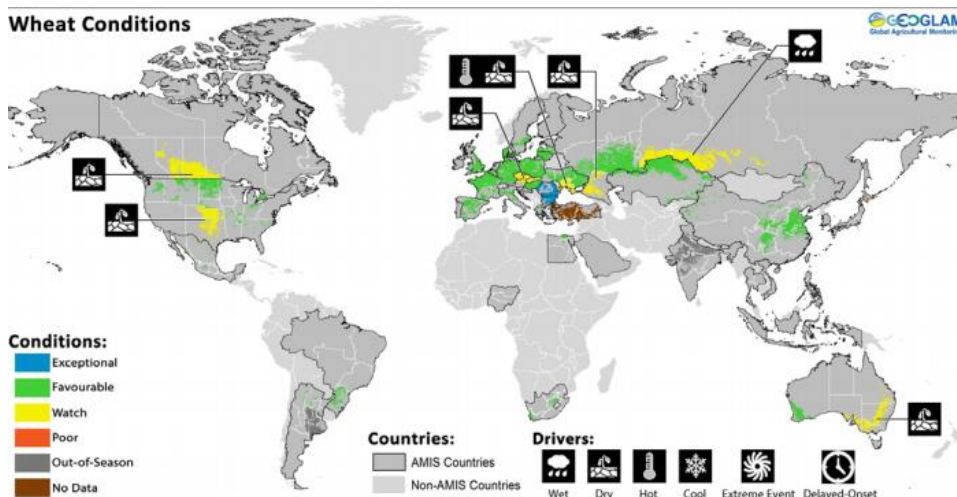 Wheat Conditions
GEOGLAM
Global Agricultural Monitoring
Conditions:
Exceptional
Favourable
Watch
Poor
Out-of-Season
No Data
Countries:
AMIS Countries
Non-AMIS Countries
Drivers:
Wet Dry Hot Cool Extreme Event Delayed-Onset